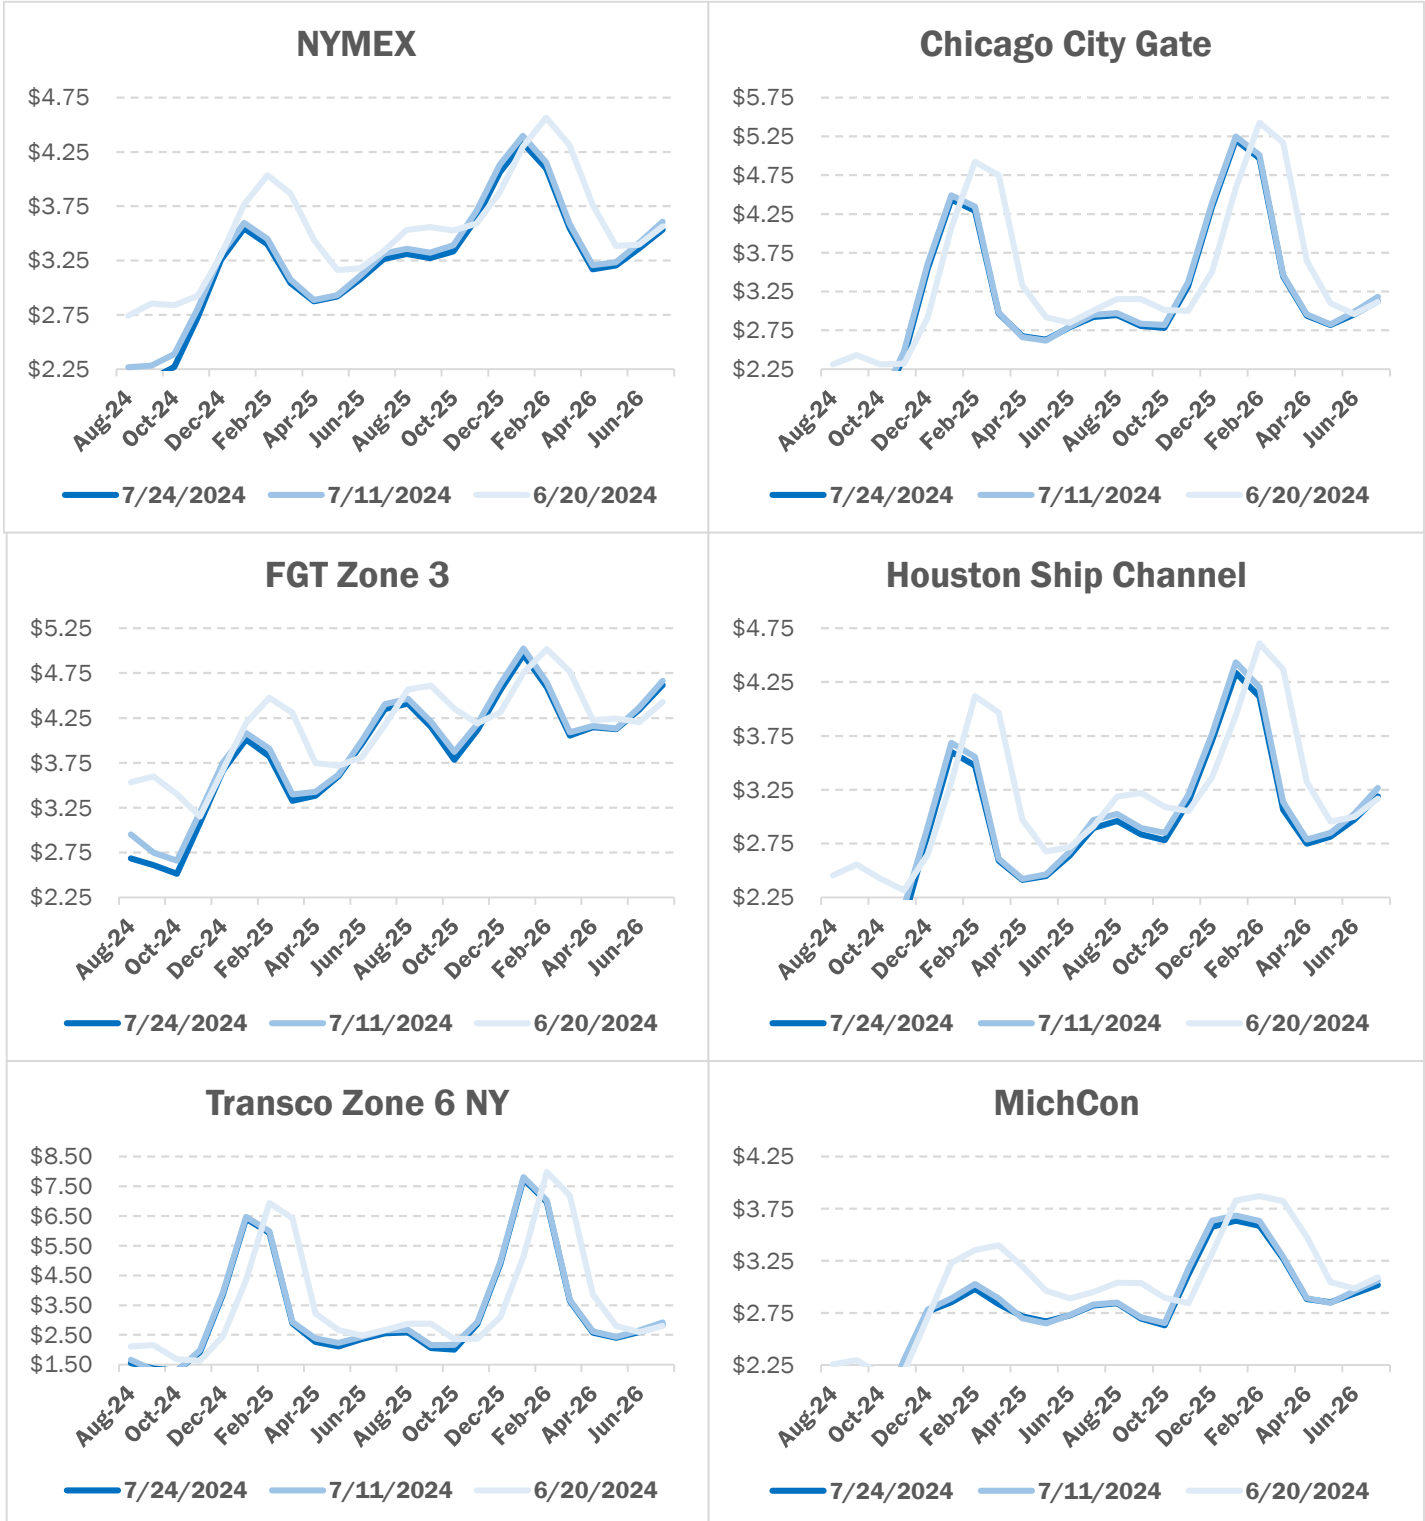 NYMEX
$4.75
$4.25
$3.75
$3.25
$2.75
$2.25
Aug-24 Oct-24 Dec-24 Feb-25 Apr-25 Jun-25 Aug-25 Oct-25 Dec-25 Feb-26 Apr-26 Jun-26
7/24/2024 7/11/2024 6/20/2024
Chicago City Gate
$5.75
$5.25
$4.75
$4.25
$3.75
$3.25
$2.75
$2.25
Aug-24 Oct-24 Dec-24 Feb-25 Apr-25 Jun-25 Aug-25 Oct-25 Dec-25 Feb-26 Apr-26 Jun-26
7/24/2024 7/11/2024 6/20/2024
FGT Zone 3
$5.25
$4.75
$4.25
$3.75
$3.25
$2.75
$2.25
Aug-24 Oct-24 Dec-24 Feb-25 Apr-25 Jun-25 Aug-25 Oct-25 Dec-25 Feb-26 Apr-26 Jun-26
7/24/2024 7/11/2024 6/20/2024
Houston Ship Channel
$4.75
$4.25
$3.75
$3.25
$2.75
$2.25
Aug-24 Oct-24 Dec-24 Feb-25 Apr-25 Jun-25 Aug-25 Oct-25 Dec-25 Feb-26 Apr-26 Jun-26
7/24/2024 7/11/2024 6/20/2024
Transco Zone 6 NY
$8.50
$7.50
$6.50
$5.50
$4.50
$3.50
$2.50
$1.50
Aug-24 Oct-24 Dec-24 Feb-25 Apr-25 Jun-25 Aug-25 Oct-25 Dec-25 Feb-26 Apr-26 Jun-26
7/24/2024 7/11/2024 6/20/2024
MichCon
$4.25
$3.75
$3.25
$2.75
$2.25
Aug-24 Oct-24 Dec-24 Feb-25 Apr-25 Jun-25 Aug-25 Oct-25 Dec-25 Feb-26 Apr-26 Jun-26
7/24/2024 7/11/2024 6/20/2024